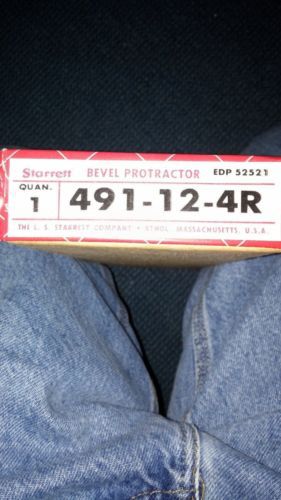 Starrett BEVEL PROTRACTOR EDP 52521
QUAN. 1 491-12-4R
THE L. S. STARRETT COMPANY • ATHOL, MASSACHUSETTS, U.S.A.